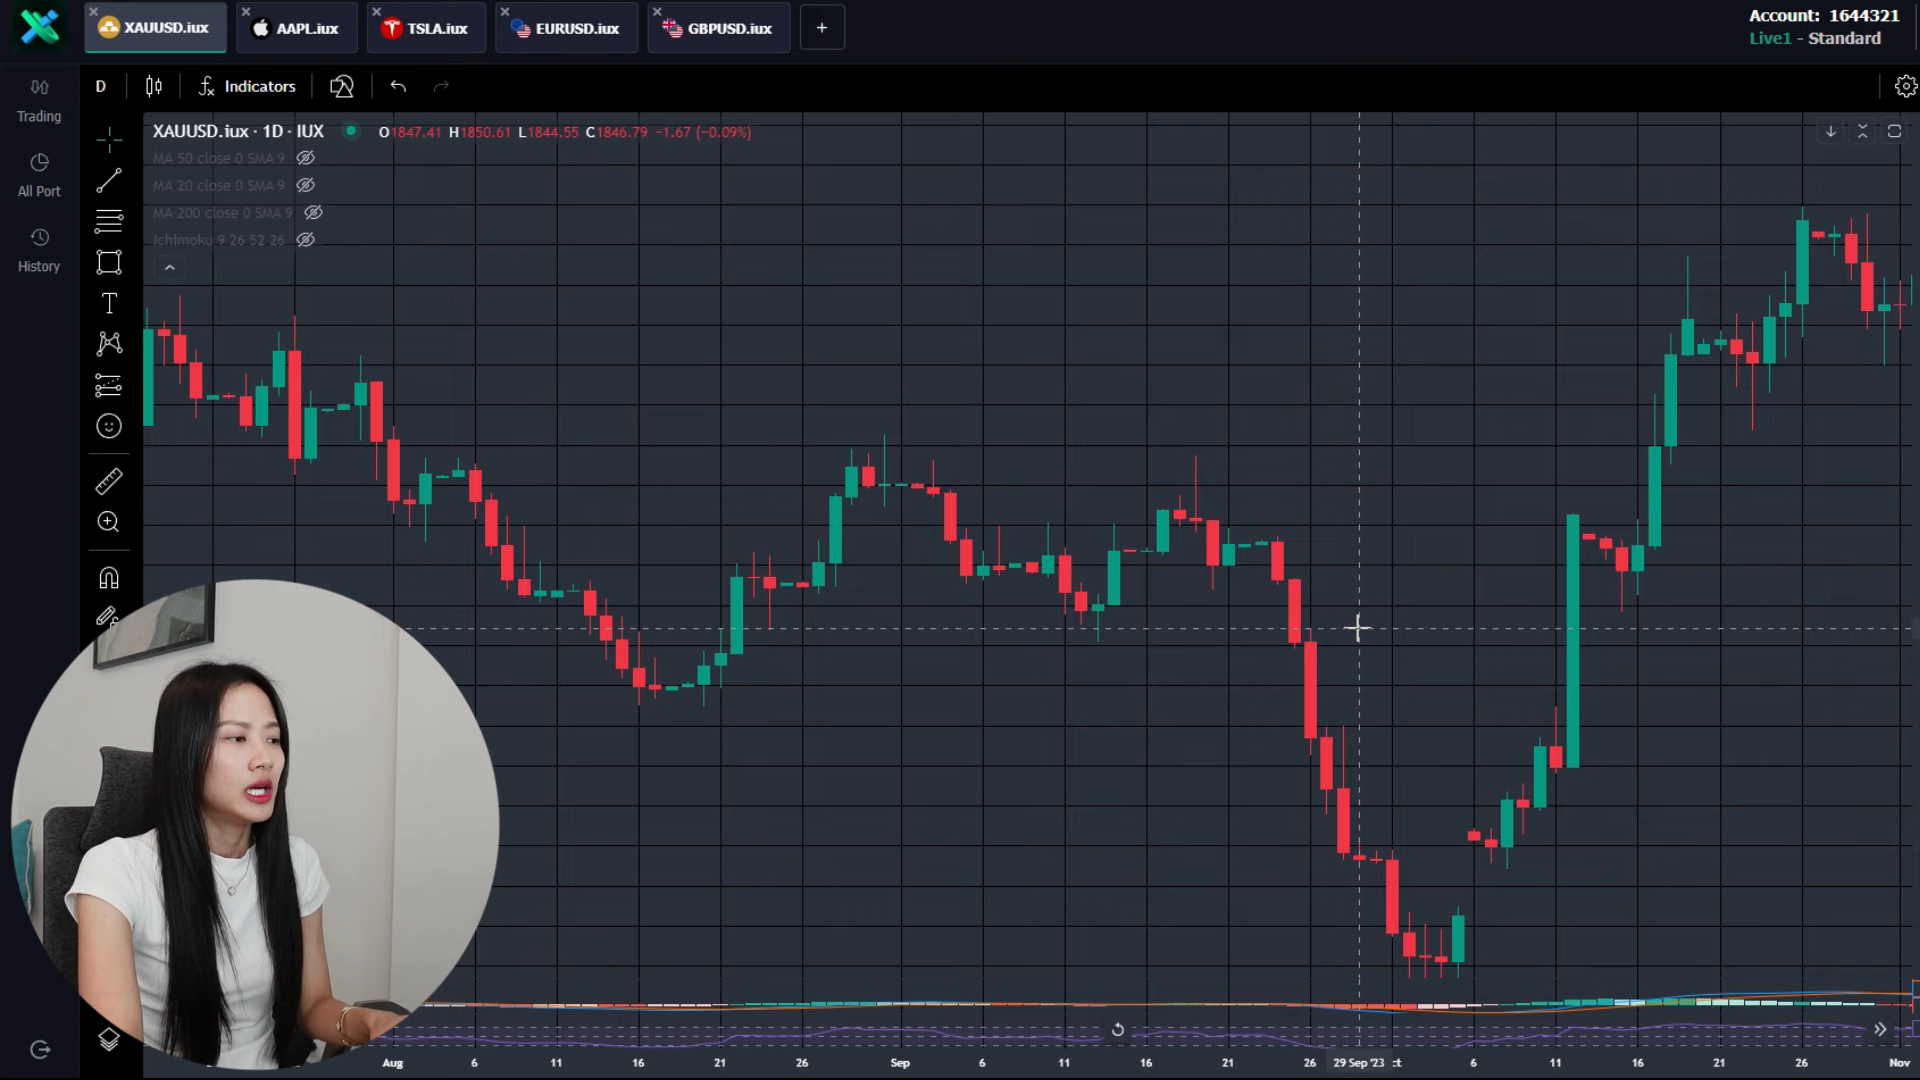 XAUUSD.iux
AAPL.iux
TSLA.iux
EURUSD.iux
GBPUSD.iux
+
Account: 1644321
Live1 - Standard
Trading
All Port
History
D
Indicators
XAUUSD.iux · 1D · IUX O1847.41 H1850.61 L1844.55 C1846.79 −1.67 (−0.09%)
MA 50 close 0 SMA 9
MA 20 close 0 SMA 9
MA 200 close 0 SMA 9
Ichimoku 9 26 52 26
Aug 6 11 16 21 26 Sep 6 11 16 21 26 29 Sep '23 ct 6 11 16 21 26 Nov